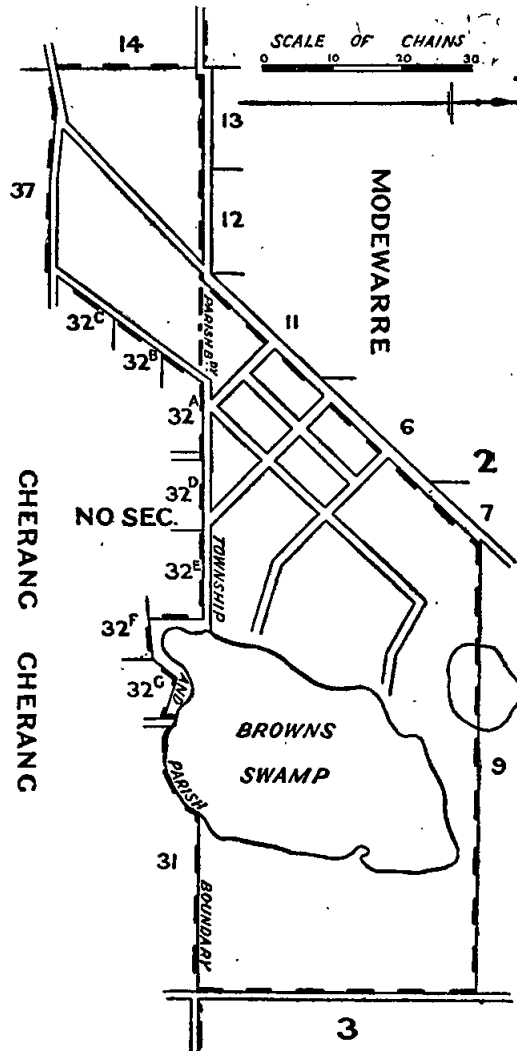 14
SCALE OF CHAINS
0 10 20 30
13
37
12
MODEWARRE
PARISH BDY
11
32C
32B
32A
6
2
32D
7
CHERANG CHERANG
NO SEC.
TOWNSHIP
32E
32F
32G
AND
BROWNS
SWAMP
9
PARISH
31
BOUNDARY
3